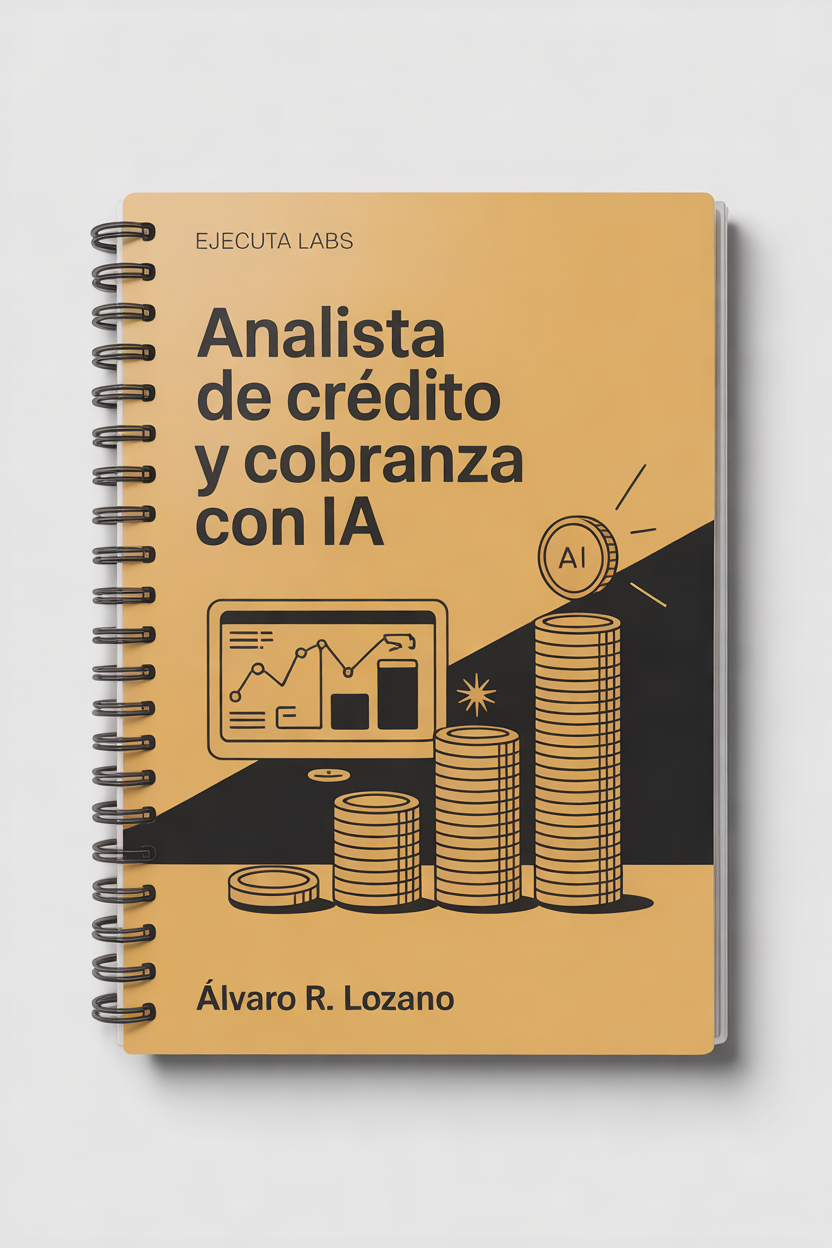 EJECUTA LABS
Analista
de crédito
y cobranza
con IA
AI
Álvaro R. Lozano